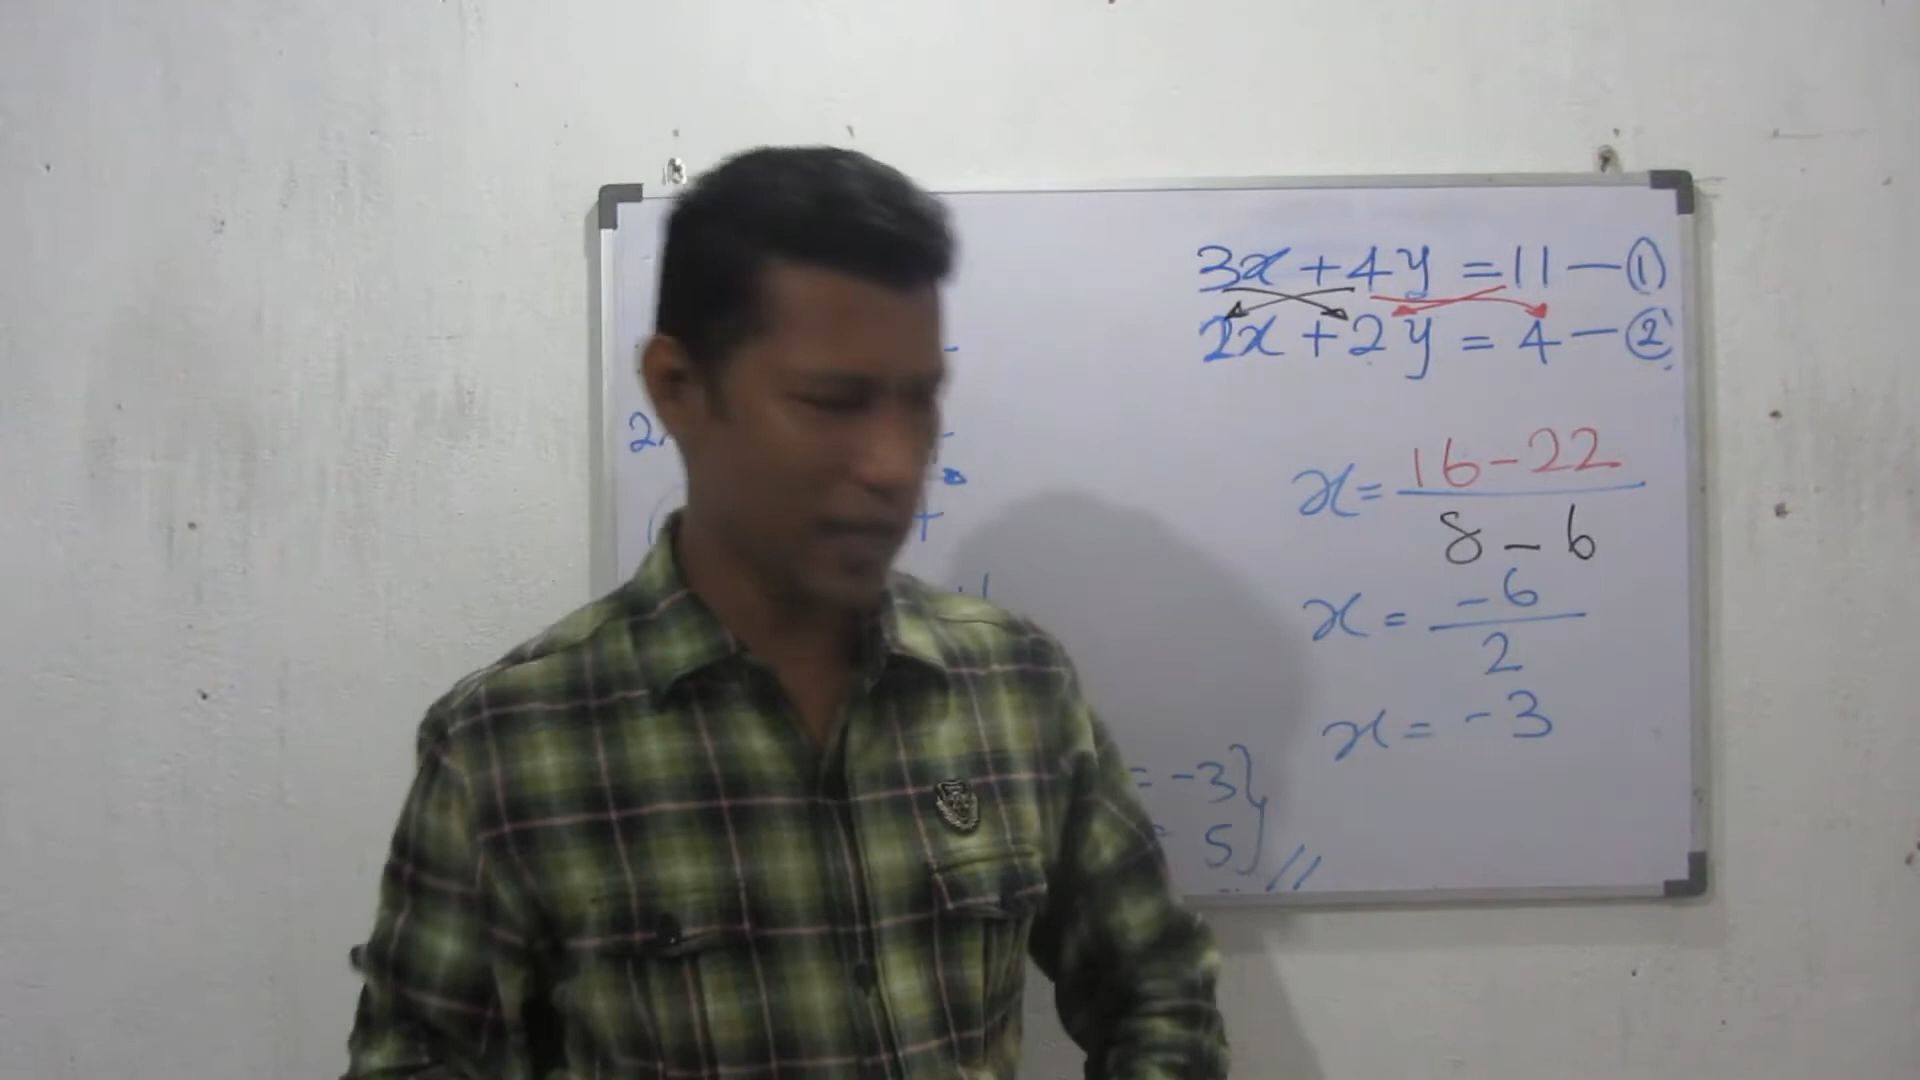 3x + 4y = 11 — ①
2x + 2y = 4 — ②
x = 16 - 22
8 - 6
x = -6
2
x = -3
= -3}
= 5} //